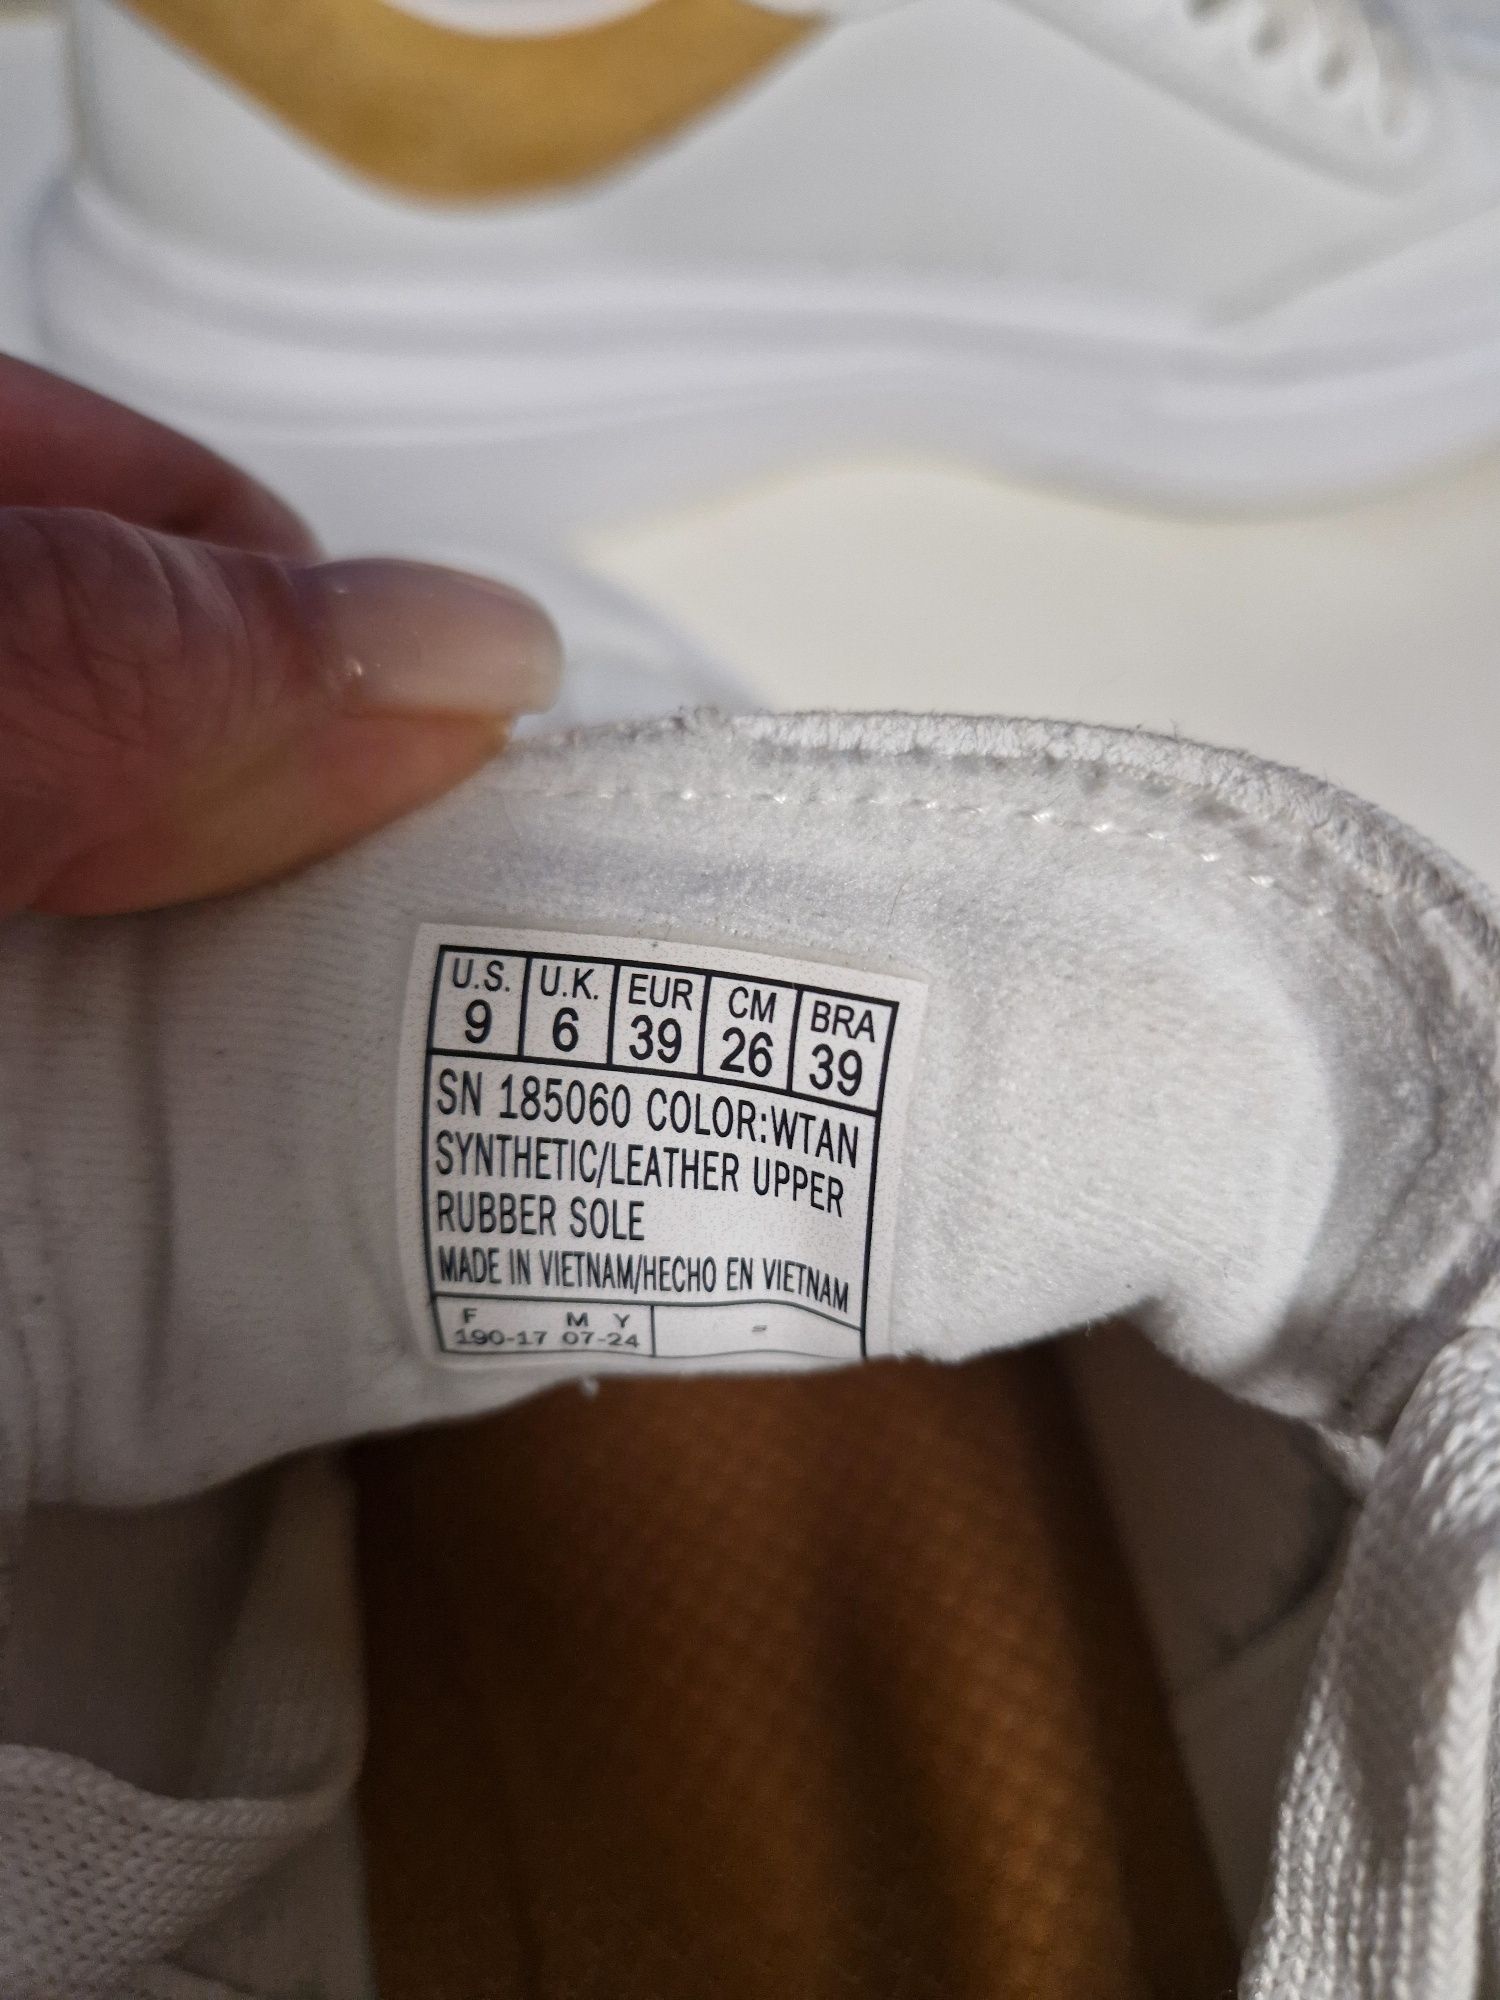 U.S. U.K. EUR CM BRA
9 6 39 26 39
SN 185060 COLOR:WTAN
SYNTHETIC/LEATHER UPPER
RUBBER SOLE
MADE IN VIETNAM/HECHO EN VIETNAM
F M Y
190-17 07-24 =